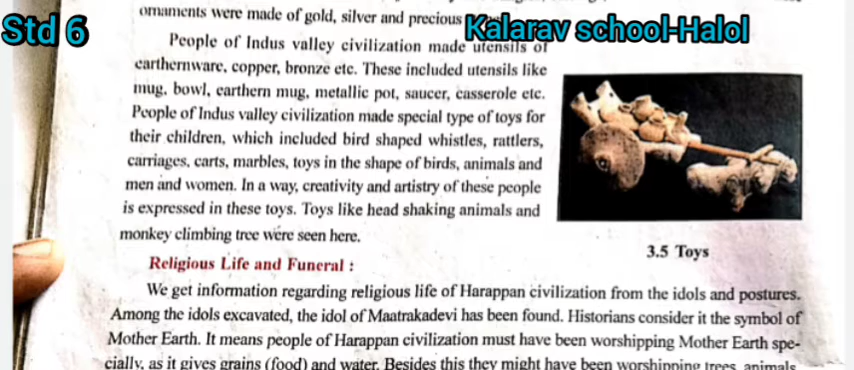 Std 6
Kalarav school-Halol
ornaments were made of gold, silver and precious
People of Indus valley civilization made utensils of
earthernware, copper, bronze etc. These included utensils like
mug, bowl, earthern mug, metallic pot, saucer, casserole etc.
People of Indus valley civilization made special type of toys for
their children, which included bird shaped whistles, rattlers,
carriages, carts, marbles, toys in the shape of birds, animals and
men and women. In a way, creativity and artistry of these people
is expressed in these toys. Toys like head shaking animals and
monkey climbing tree were seen here.
3.5 Toys
Religious Life and Funeral :
We get information regarding religious life of Harappan civilization from the idols and postures.
Among the idols excavated, the idol of Maatrakadevi has been found. Historians consider it the symbol of
Mother Earth. It means people of Harappan civilization must have been worshipping Mother Earth spe-
cially, as it gives grains (food) and water. Besides this they might have been worshipping trees, animals